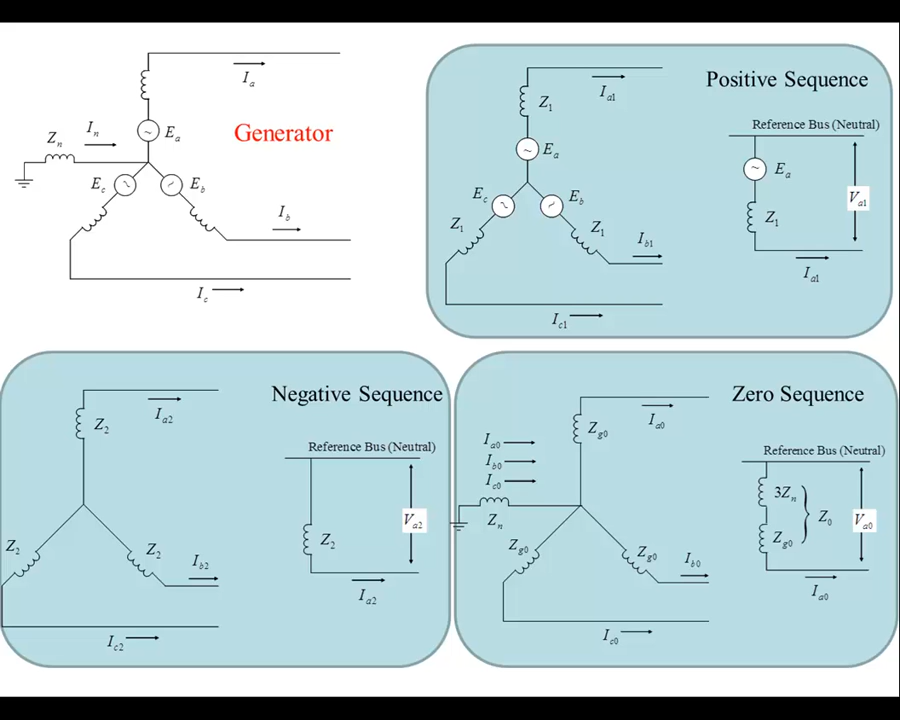 I_a
I_n
Z_n
E_a
Generator
E_c
E_b
I_b
I_c
Positive Sequence
I_a1
Z_1
Reference Bus (Neutral)
E_a
E_a
E_c
E_b
V_a1
Z_1
Z_1
Z_1
I_b1
I_a1
I_c1
Negative Sequence
I_a2
Z_2
Reference Bus (Neutral)
V_a2
Z_2
Z_2
Z_2
I_b2
I_a2
I_c2
Zero Sequence
I_a0
Z_g0
I_a0
I_b0
I_c0
Reference Bus (Neutral)
3Z_n
Z_n
Z_0
V_a0
Z_g0
Z_g0
Z_g0
I_b0
I_a0
I_c0